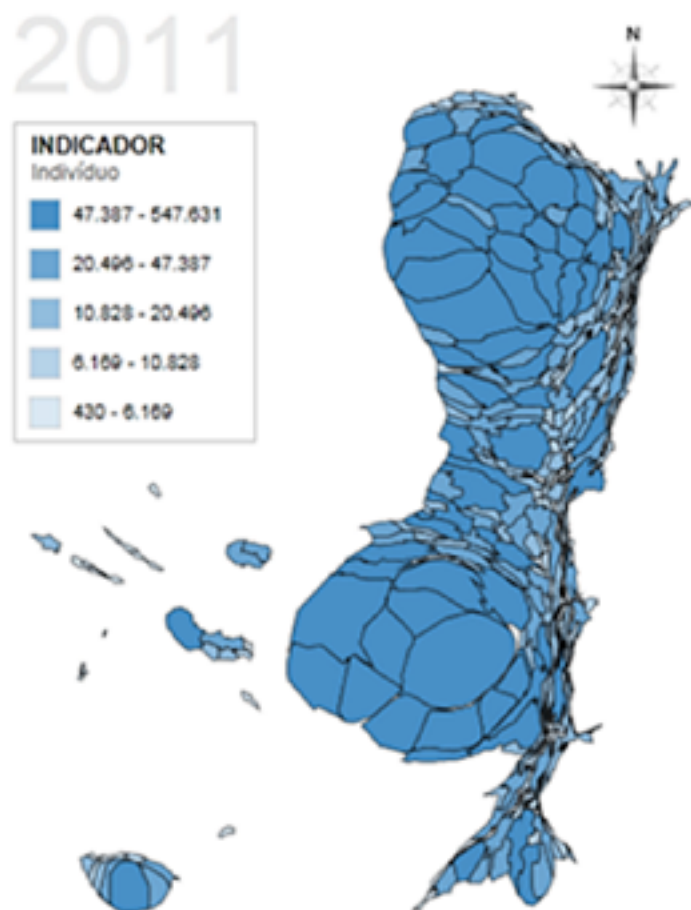 2011
N
INDICADOR
Indivíduo
47.387 - 547.631
20.496 - 47.387
10.828 - 20.496
6.169 - 10.828
430 - 6.169